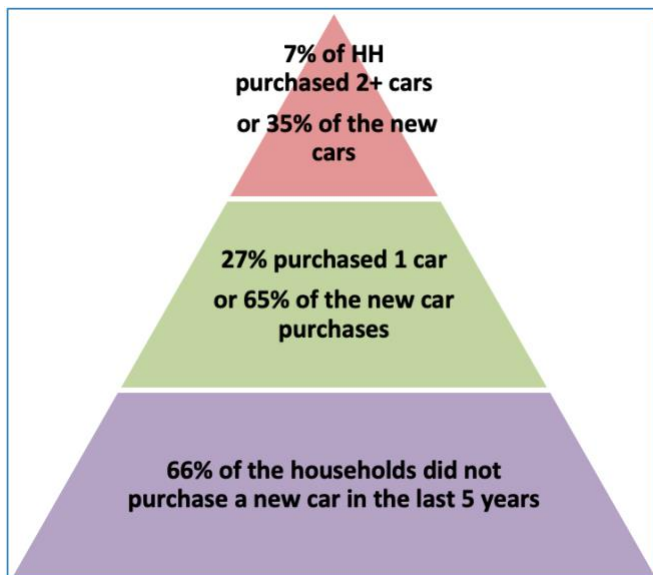 7% of HH
purchased 2+ cars
or 35% of the new
cars
27% purchased 1 car
or 65% of the new car
purchases
66% of the households did not
purchase a new car in the last 5 years